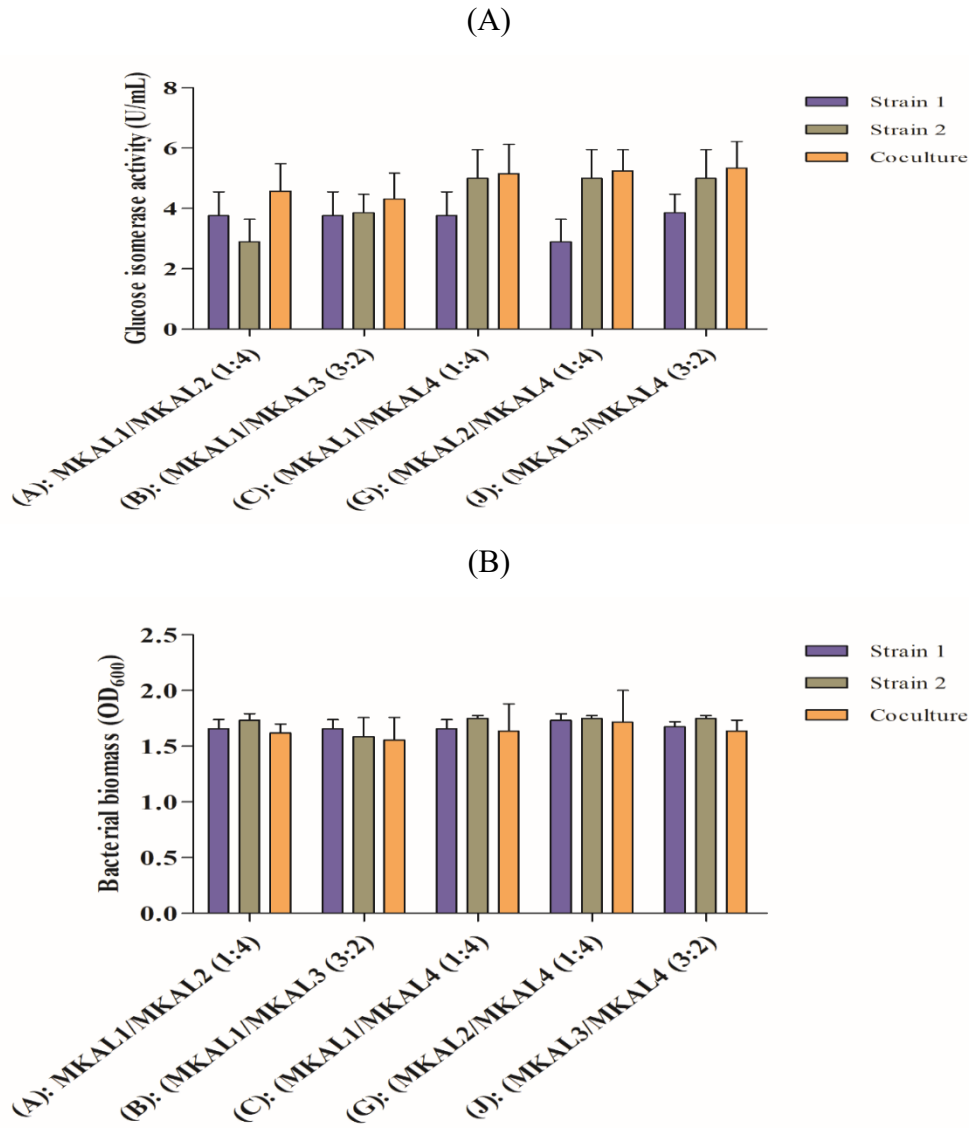 (A)
Glucose isomerase activity (U/mL)
8
6
4
2
0
Strain 1
Strain 2
Coculture
(A): MKAL1/MKAL2 (1:4)
(B): (MKAL1/MKAL3 (3:2)
(C): (MKAL1/MKAL4 (1:4)
(G): (MKAL2/MKAL4 (1:4)
(J): (MKAL3/MKAL4 (3:2)
(B)
Bacterial biomass (OD600)
2.5
2.0
1.5
1.0
0.5
0.0
Strain 1
Strain 2
Coculture
(A): MKAL1/MKAL2 (1:4)
(B): (MKAL1/MKAL3 (3:2)
(C): (MKAL1/MKAL4 (1:4)
(G): (MKAL2/MKAL4 (1:4)
(J): (MKAL3/MKAL4 (3:2)